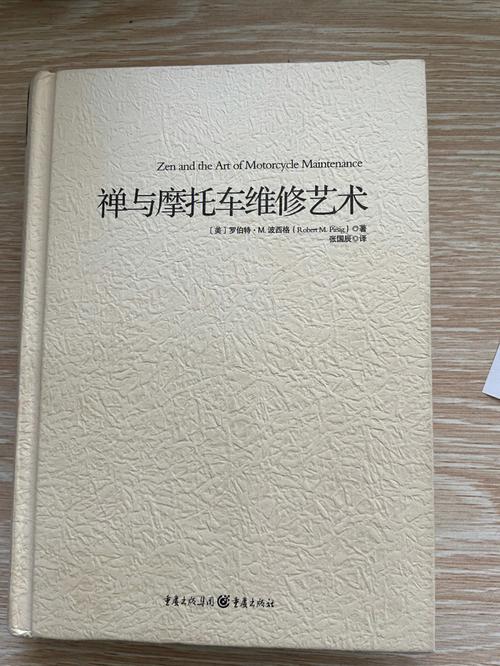 Zen and the Art of Motorcycle Maintenance
禅与摩托车维修艺术
〔美〕罗伯特·M.波西格（Robert M. Pirsig）◎著
张国辰◎译
重庆出版集团 重庆出版社